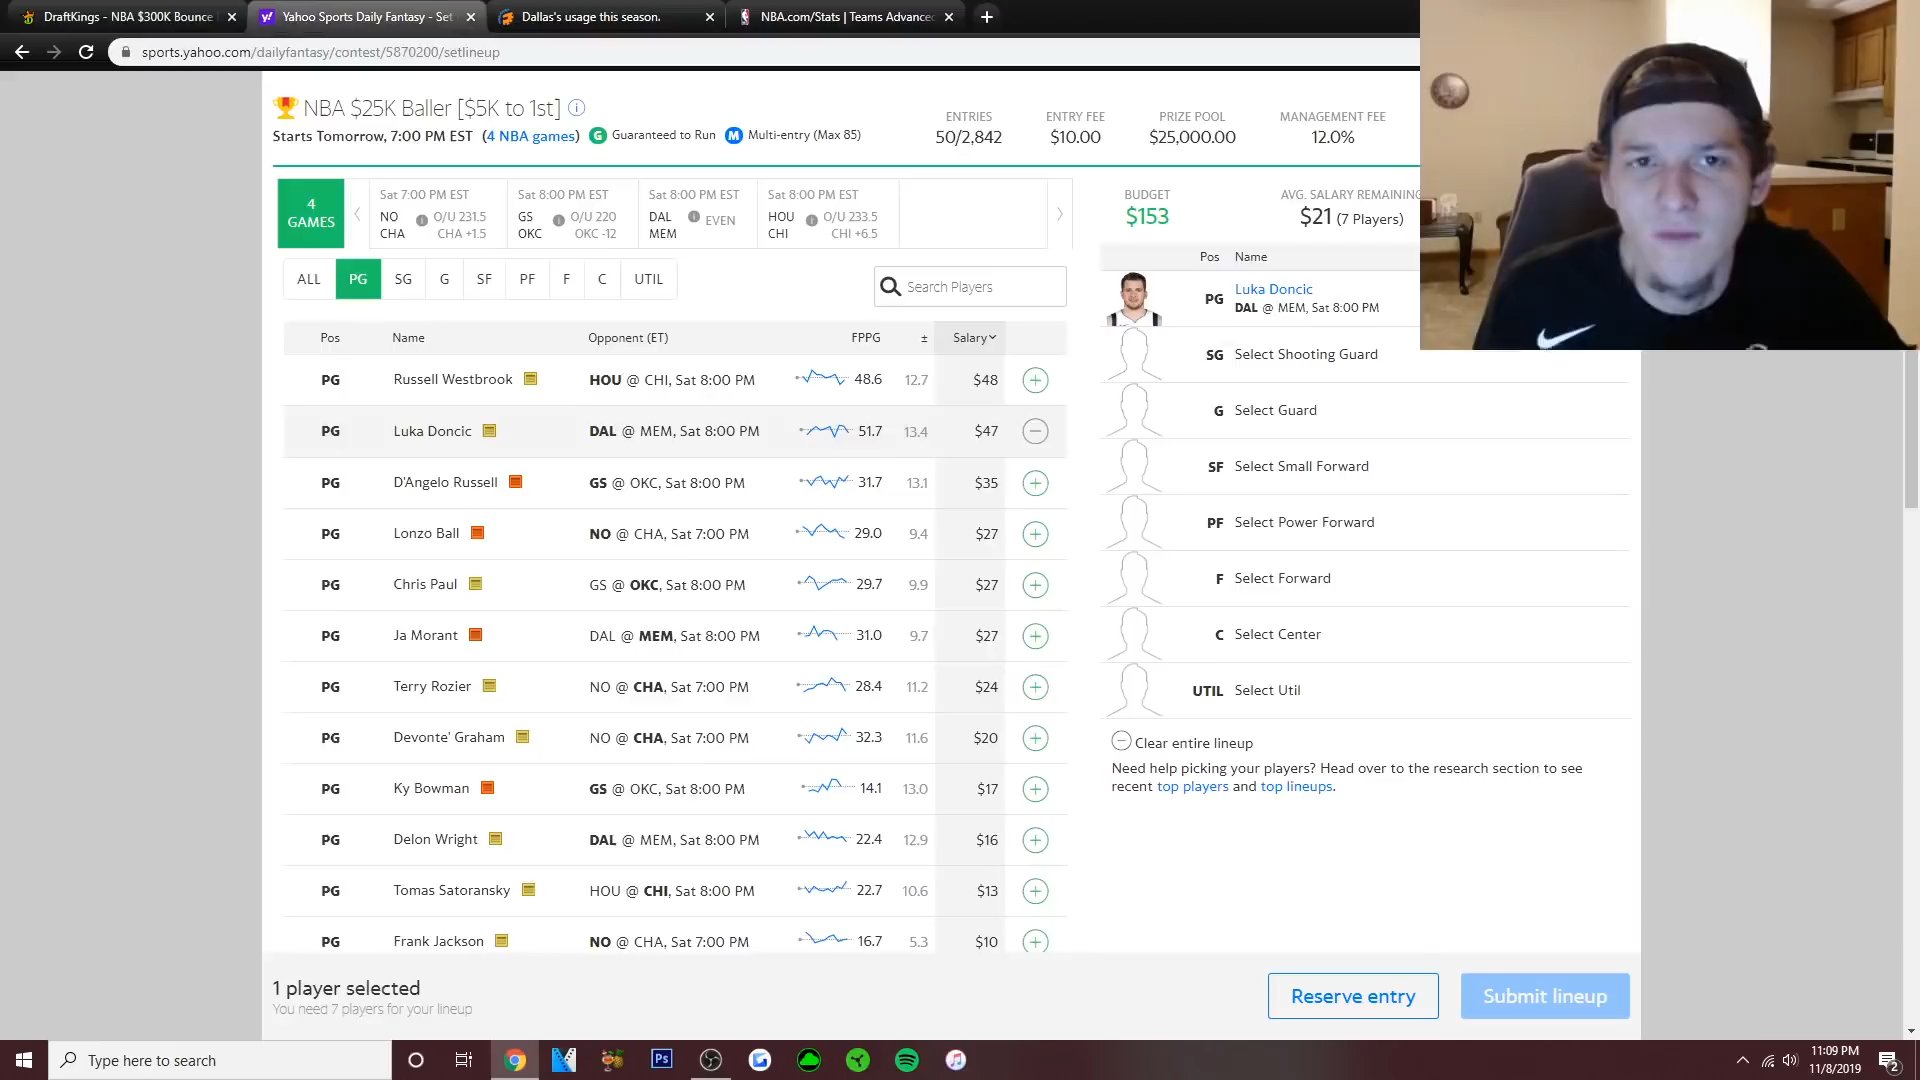 DraftKings - NBA $300K Bounce
Yahoo Sports Daily Fantasy - Set
Dallas's usage this season.
NBA.com/Stats | Teams Advanced
sports.yahoo.com/dailyfantasy/contest/5870200/setlineup
NBA $25K Baller [$5K to 1st]
Starts Tomorrow, 7:00 PM EST (4 NBA games) G Guaranteed to Run M Multi-entry (Max 85)
ENTRIES ENTRY FEE PRIZE POOL MANAGEMENT FEE
50/2,842 $10.00 $25,000.00 12.0%
4 GAMES
Sat 7:00 PM EST
NO O/U 231.5
CHA CHA +1.5
Sat 8:00 PM EST
GS O/U 220
OKC OKC -12
Sat 8:00 PM EST
DAL EVEN
MEM
Sat 8:00 PM EST
HOU O/U 233.5
CHI CHI +6.5
BUDGET AVG. SALARY REMAINING
$153 $21 (7 Players)
ALL PG SG G SF PF F C UTIL
Search Players
Pos Name Opponent (ET) FPPG ± Salary
PG Russell Westbrook HOU @ CHI, Sat 8:00 PM 48.6 12.7 $48
PG Luka Doncic DAL @ MEM, Sat 8:00 PM 51.7 13.4 $47
PG D'Angelo Russell GS @ OKC, Sat 8:00 PM 31.7 13.1 $35
PG Lonzo Ball NO @ CHA, Sat 7:00 PM 29.0 9.4 $27
PG Chris Paul GS @ OKC, Sat 8:00 PM 29.7 9.9 $27
PG Ja Morant DAL @ MEM, Sat 8:00 PM 31.0 9.7 $27
PG Terry Rozier NO @ CHA, Sat 7:00 PM 28.4 11.2 $24
PG Devonte' Graham NO @ CHA, Sat 7:00 PM 32.3 11.6 $20
PG Ky Bowman GS @ OKC, Sat 8:00 PM 14.1 13.0 $17
PG Delon Wright DAL @ MEM, Sat 8:00 PM 22.4 12.9 $16
PG Tomas Satoransky HOU @ CHI, Sat 8:00 PM 22.7 10.6 $13
PG Frank Jackson NO @ CHA, Sat 7:00 PM 16.7 5.3 $10
Pos Name
PG Luka Doncic
DAL @ MEM, Sat 8:00 PM
SG Select Shooting Guard
G Select Guard
SF Select Small Forward
PF Select Power Forward
F Select Forward
C Select Center
UTIL Select Util
Clear entire lineup
Need help picking your players? Head over to the research section to see
recent top players and top lineups.
1 player selected
You need 7 players for your lineup
Reserve entry
Submit lineup
Type here to search
Ps
11:09 PM
11/8/2019
2